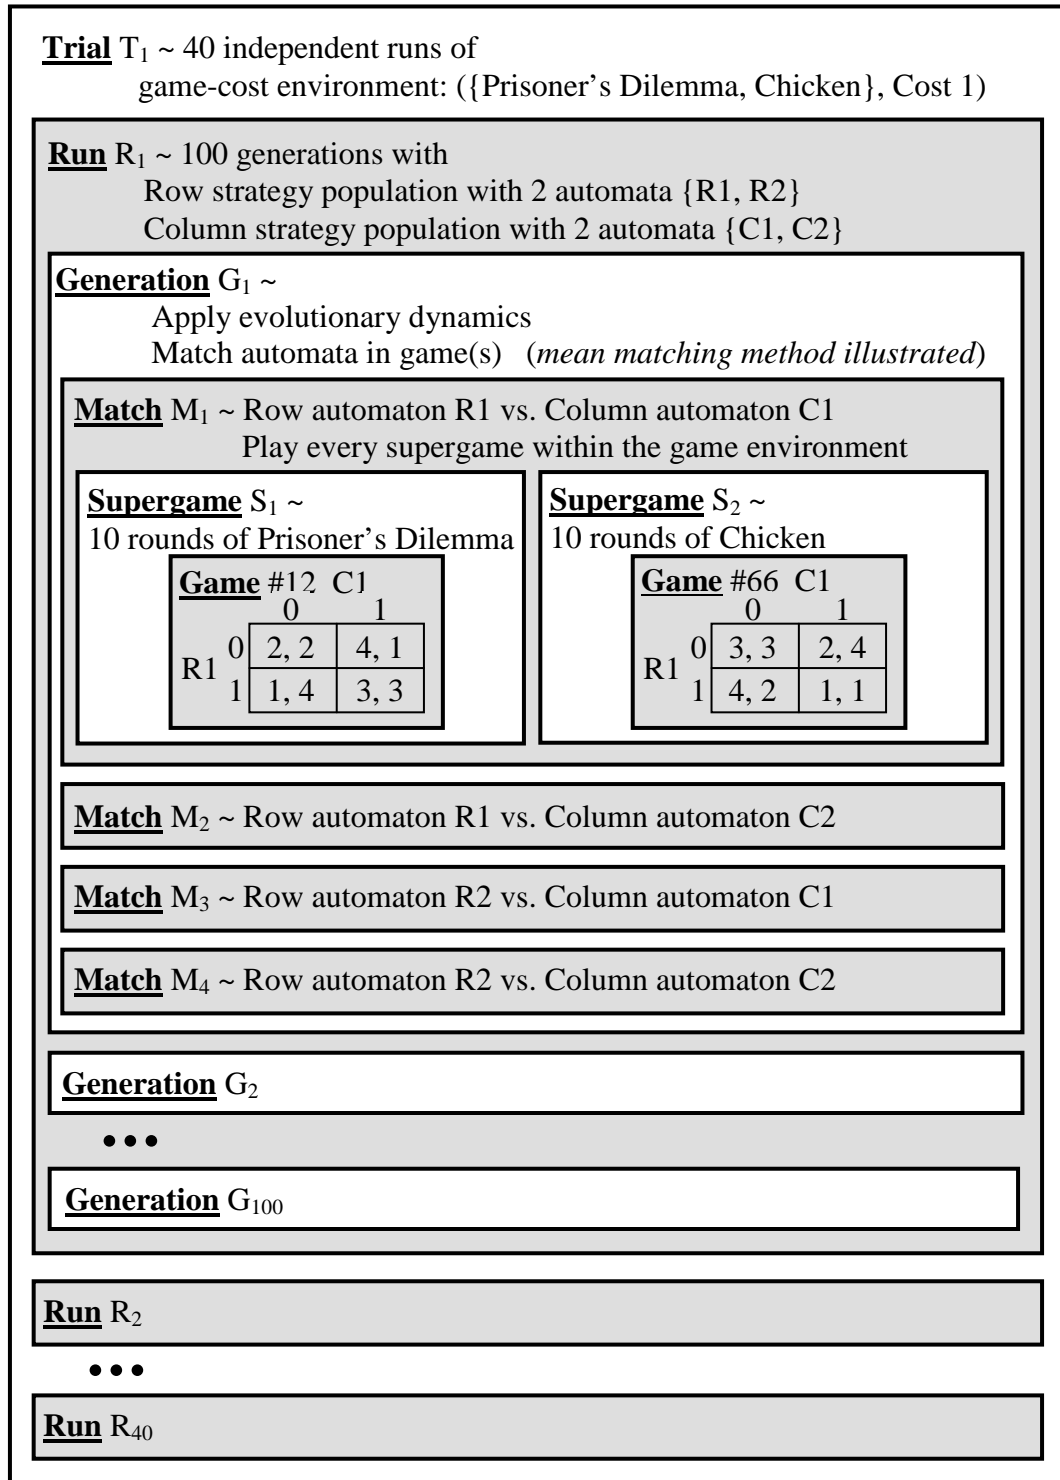 Trial T1 ~ 40 independent runs of
game-cost environment: ({Prisoner’s Dilemma, Chicken}, Cost 1)
Run R1 ~ 100 generations with
Row strategy population with 2 automata {R1, R2}
Column strategy population with 2 automata {C1, C2}
Generation G1 ~
Apply evolutionary dynamics
Match automata in game(s) (mean matching method illustrated)
Match M1 ~ Row automaton R1 vs. Column automaton C1
Play every supergame within the game environment
Supergame S1 ~
10 rounds of Prisoner’s Dilemma
Game #12 C1
0 1
R1 0 2, 2 4, 1
1 1, 4 3, 3
Supergame S2 ~
10 rounds of Chicken
Game #66 C1
0 1
R1 0 3, 3 2, 4
1 4, 2 1, 1
Match M2 ~ Row automaton R1 vs. Column automaton C2
Match M3 ~ Row automaton R2 vs. Column automaton C1
Match M4 ~ Row automaton R2 vs. Column automaton C2
Generation G2
•••
Generation G100
Run R2
•••
Run R40